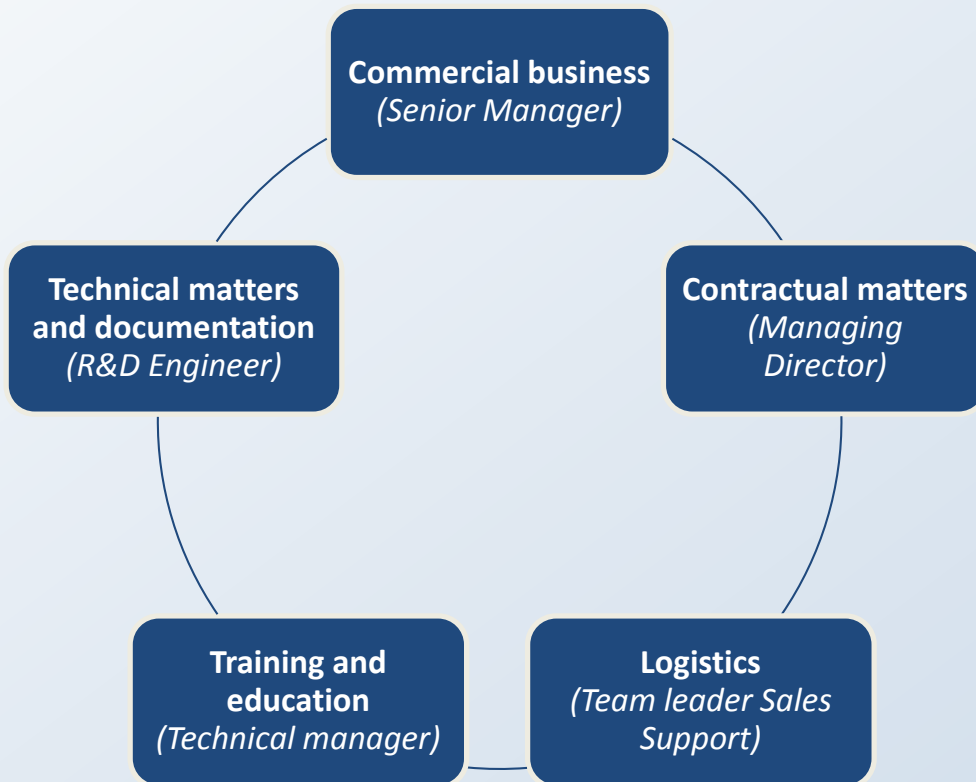 Commercial business
(Senior Manager)
Contractual matters
(Managing
Director)
Logistics
(Team leader Sales
Support)
Training and
education
(Technical manager)
Technical matters
and documentation
(R&D Engineer)